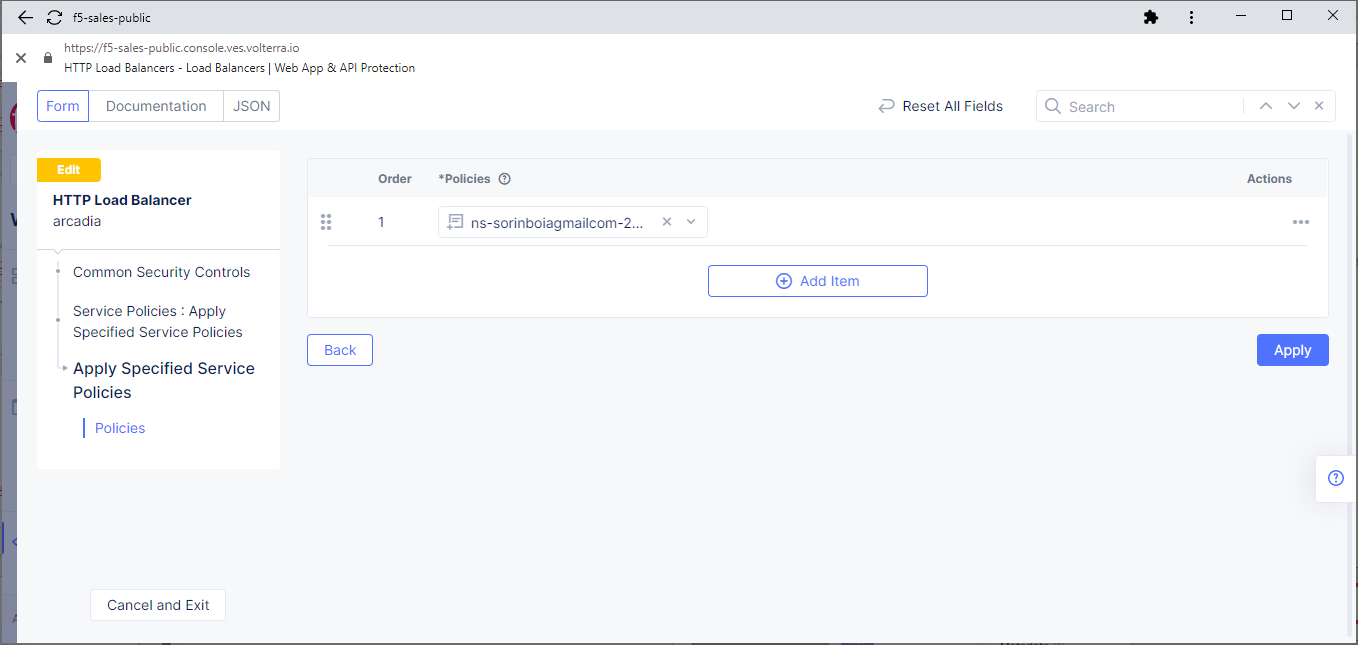 f5-sales-public
https://f5-sales-public.console.ves.volterra.io
HTTP Load Balancers - Load Balancers | Web App & API Protection
Form
Documentation
JSON
Reset All Fields
Search
Edit
HTTP Load Balancer
arcadia
Common Security Controls
Service Policies : Apply
Specified Service Policies
Apply Specified Service
Policies
Policies
Order
*Policies
Actions
1
ns-sorinboiagmailcom-2...
Add Item
Back
Apply
Cancel and Exit